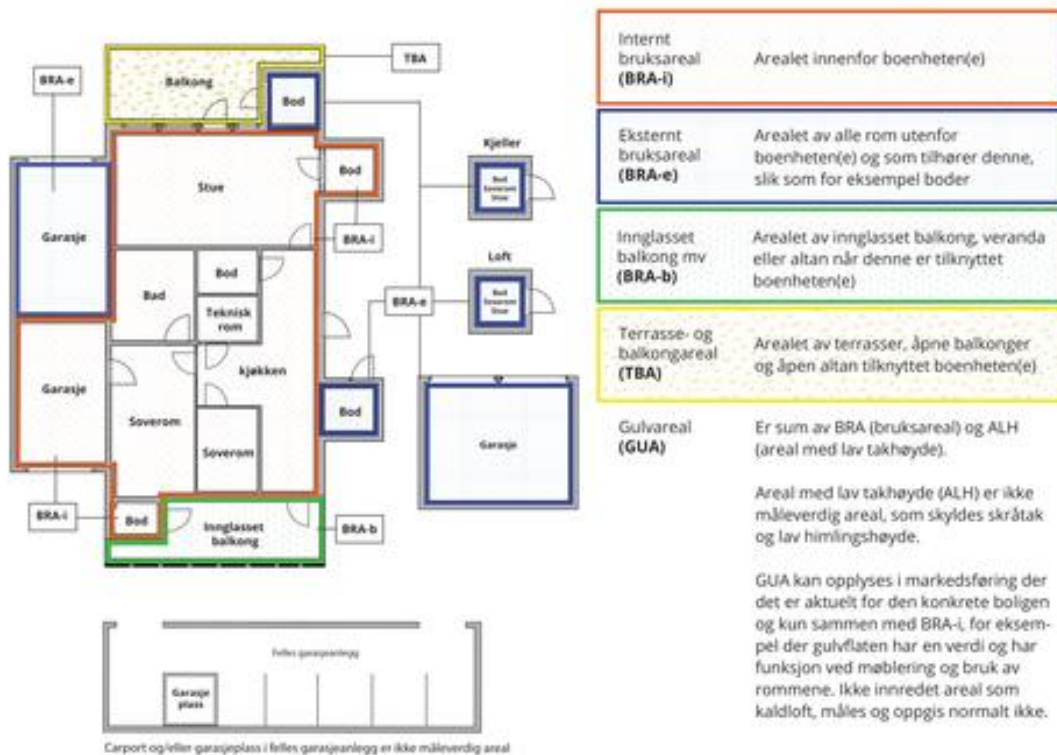 TBA
BRA-e
Balkong
Bod
Kjeller
Bod
Soverom
Stue
Stue
Bod
Garasje
BRA-i
Loft
Bod
Soverom
Stue
Bod
Bad
BRA-e
Teknisk
rom
kjøkken
Garasje
Soverom
Bod
Soverom
Garasje
BRA-i
Bod
Innglasset
balkong
BRA-b
Felles garasjeanlegg
Garasje
plass
Carport og/eller garasjeplass i felles garasjeanlegg er ikke måleverdig areal
Internt
bruksareal
(BRA-i)
Arealet innenfor boenheten(e)
Eksternt
bruksareal
(BRA-e)
Arealet av alle rom utenfor
boenheten(e) og som tilhører denne,
slik som for eksempel boder
Innglasset
balkong mv
(BRA-b)
Arealet av innglasset balkong, veranda
eller altan når denne er tilknyttet
boenheten(e)
Terrasse- og
balkongareal
(TBA)
Arealet av terrasser, åpne balkonger
og åpen altan tilknyttet boenheten(e)
Gulvareal
(GUA)
Er sum av BRA (bruksareal) og ALH
(areal med lav takhøyde).
Areal med lav takhøyde (ALH) er ikke
måleverdig areal, som skyldes skråtak
og lav himlingshøyde.
GUA kan opplyses i markedsføring der
det er aktuelt for den konkrete boligen
og kun sammen med BRA-i, for eksem-
pel der gulvflaten har en verdi og har
funksjon ved møblering og bruk av
rommene. Ikke innredet areal som
kaldloft, måles og oppgis normalt ikke.